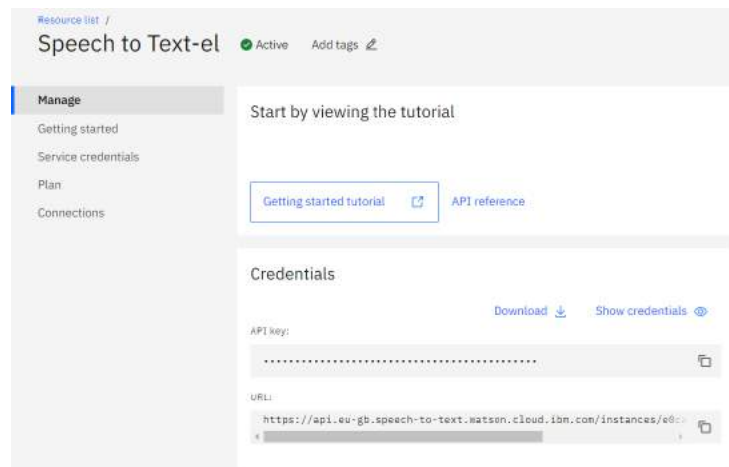 Resource list /
Speech to Text-el Active Add tags
Manage
Getting started
Service credentials
Plan
Connections
Start by viewing the tutorial
Getting started tutorial API reference
Credentials
Download Show credentials
API key:
••••••••••••••••••••••••••••••••••••••••••••
URL:
https://api.eu-gb.speech-to-text.watson.cloud.ibm.com/instances/